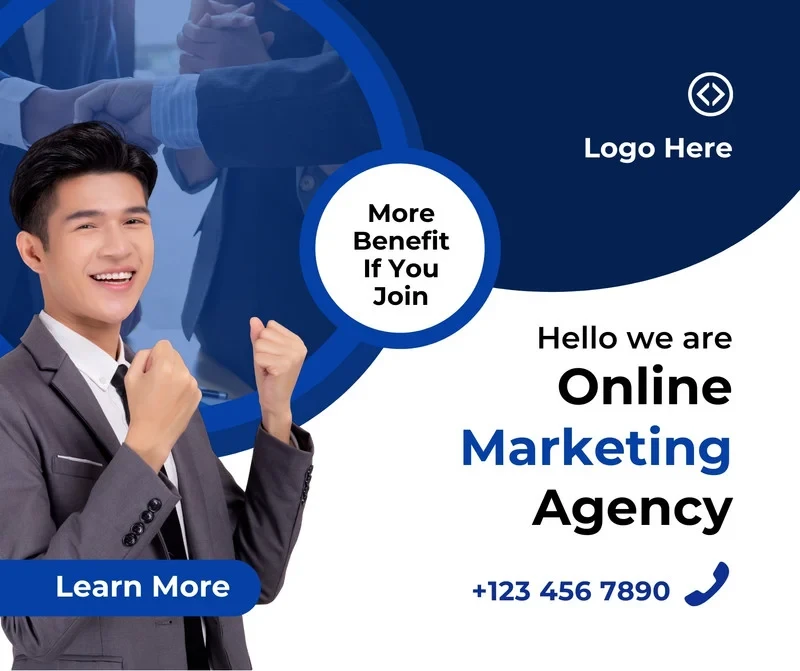 Logo Here
More
Benefit
If You
Join
Hello we are
Online
Marketing
Agency
+123 456 7890
Learn More